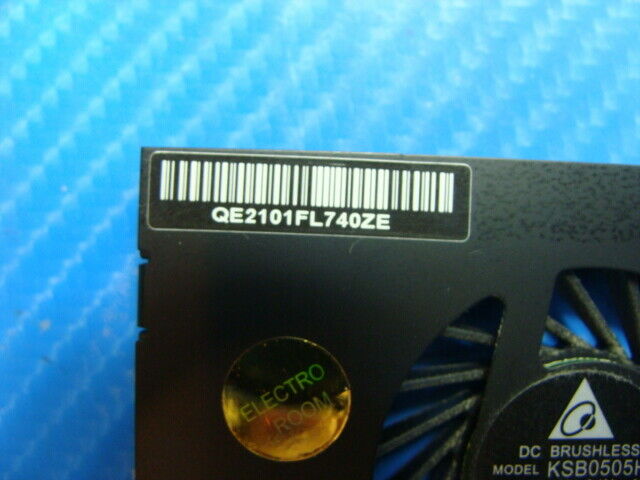 QE2101FL740ZE
ELECTRO
ROOM
DC BRUSHLESS
MODEL KSB0505H